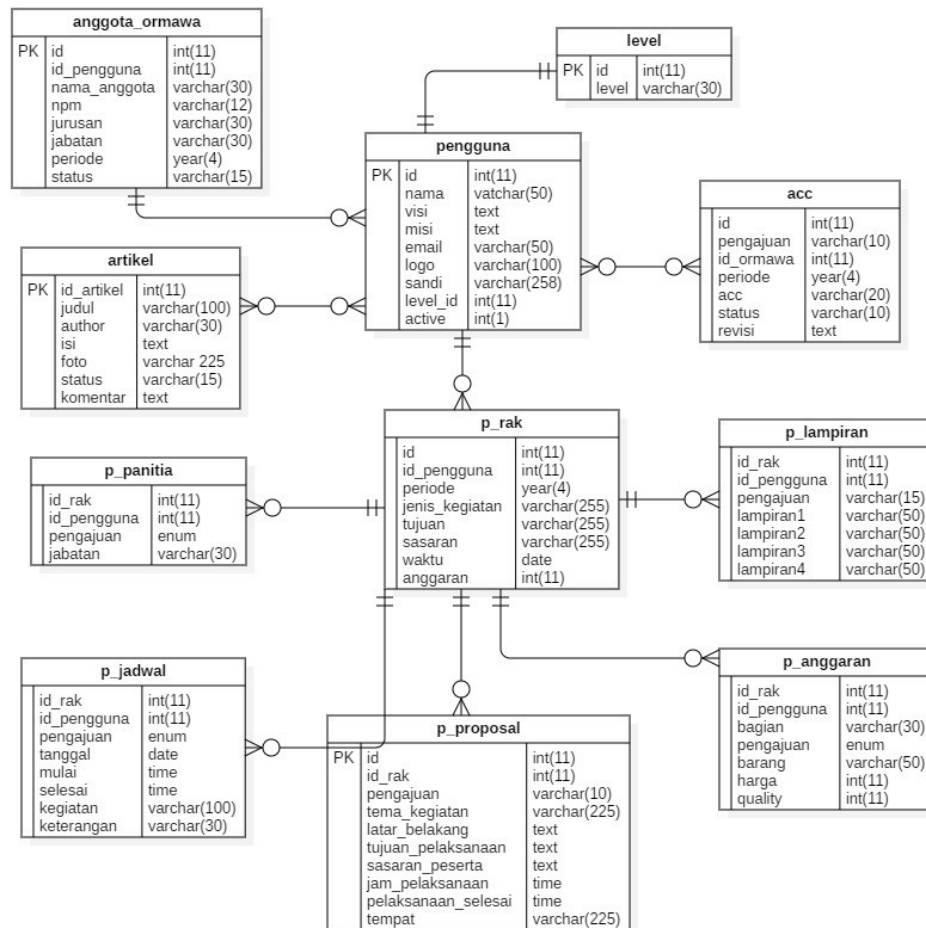 anggota_ormawa
PK id int(11)
id_pengguna int(11)
nama_anggota varchar(30)
npm varchar(12)
jurusan varchar(30)
jabatan varchar(30)
periode year(4)
status varchar(15)
level
PK id int(11)
level varchar(30)
pengguna
PK id int(11)
nama vatchar(50)
visi text
misi text
email varchar(50)
logo varchar(100)
sandi varchar(258)
level_id int(11)
active int(1)
acc
id int(11)
pengajuan varchar(10)
id_ormawa int(11)
periode year(4)
acc varchar(20)
status varchar(10)
revisi text
artikel
PK id_artikel int(11)
judul varchar(100)
author varchar(30)
isi text
foto varchar 225
status varchar(15)
komentar text
p_rak
id int(11)
id_pengguna int(11)
periode year(4)
jenis_kegiatan varchar(255)
tujuan varchar(255)
sasaran varchar(255)
waktu date
anggaran int(11)
p_lampiran
id_rak int(11)
id_pengguna int(11)
pengajuan varchar(15)
lampiran1 varchar(50)
lampiran2 varchar(50)
lampiran3 varchar(50)
lampiran4 varchar(50)
p_panitia
id_rak int(11)
id_pengguna int(11)
pengajuan enum
jabatan varchar(30)
p_jadwal
id_rak int(11)
id_pengguna int(11)
pengajuan enum
tanggal date
mulai time
selesai time
kegiatan varchar(100)
keterangan varchar(30)
p_proposal
PK id int(11)
id_rak int(11)
pengajuan varchar(10)
tema_kegiatan varchar(225)
latar_belakang text
tujuan_pelaksanaan text
sasaran_peserta text
jam_pelaksanaan time
pelaksanaan_selesai time
tempat varchar(225)
p_anggaran
id_rak int(11)
id_pengguna int(11)
bagian varchar(30)
pengajuan enum
barang varchar(50)
harga int(11)
quality int(11)